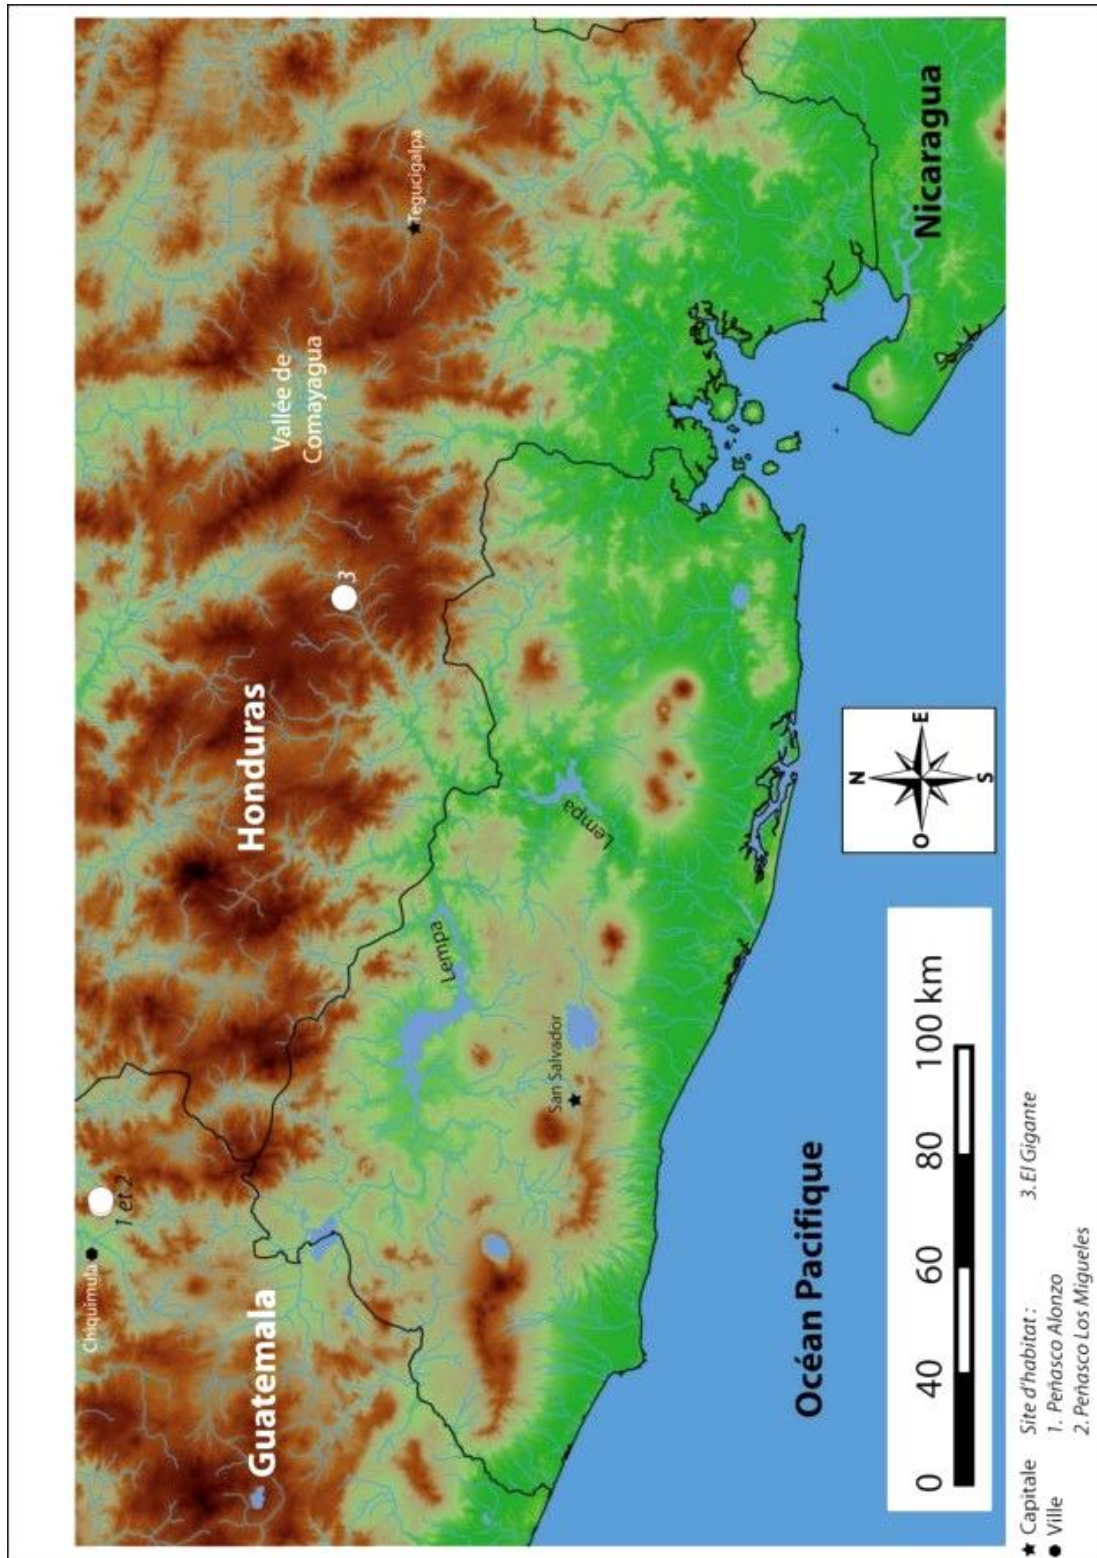 Chiquimula
1 et 2
Guatemala
Honduras
Vallée de
Comayagua
3
Tegucigalpa
Lempa
San Salvador
Lempa
Nicaragua
Océan Pacifique
N
O
E
S
0 40 60 80 100 km
Capitale
Ville
Site d'habitat :
1. Peñasco Alonzo
2. Peñasco Los Migueles
3.El Gigante